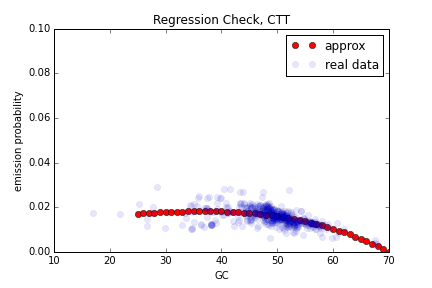 Regression Check, CTT
0.10
approx
real data
0.08
0.06
emission probability
0.04
0.02
0.00
10 20 30 40 50 60 70
GC